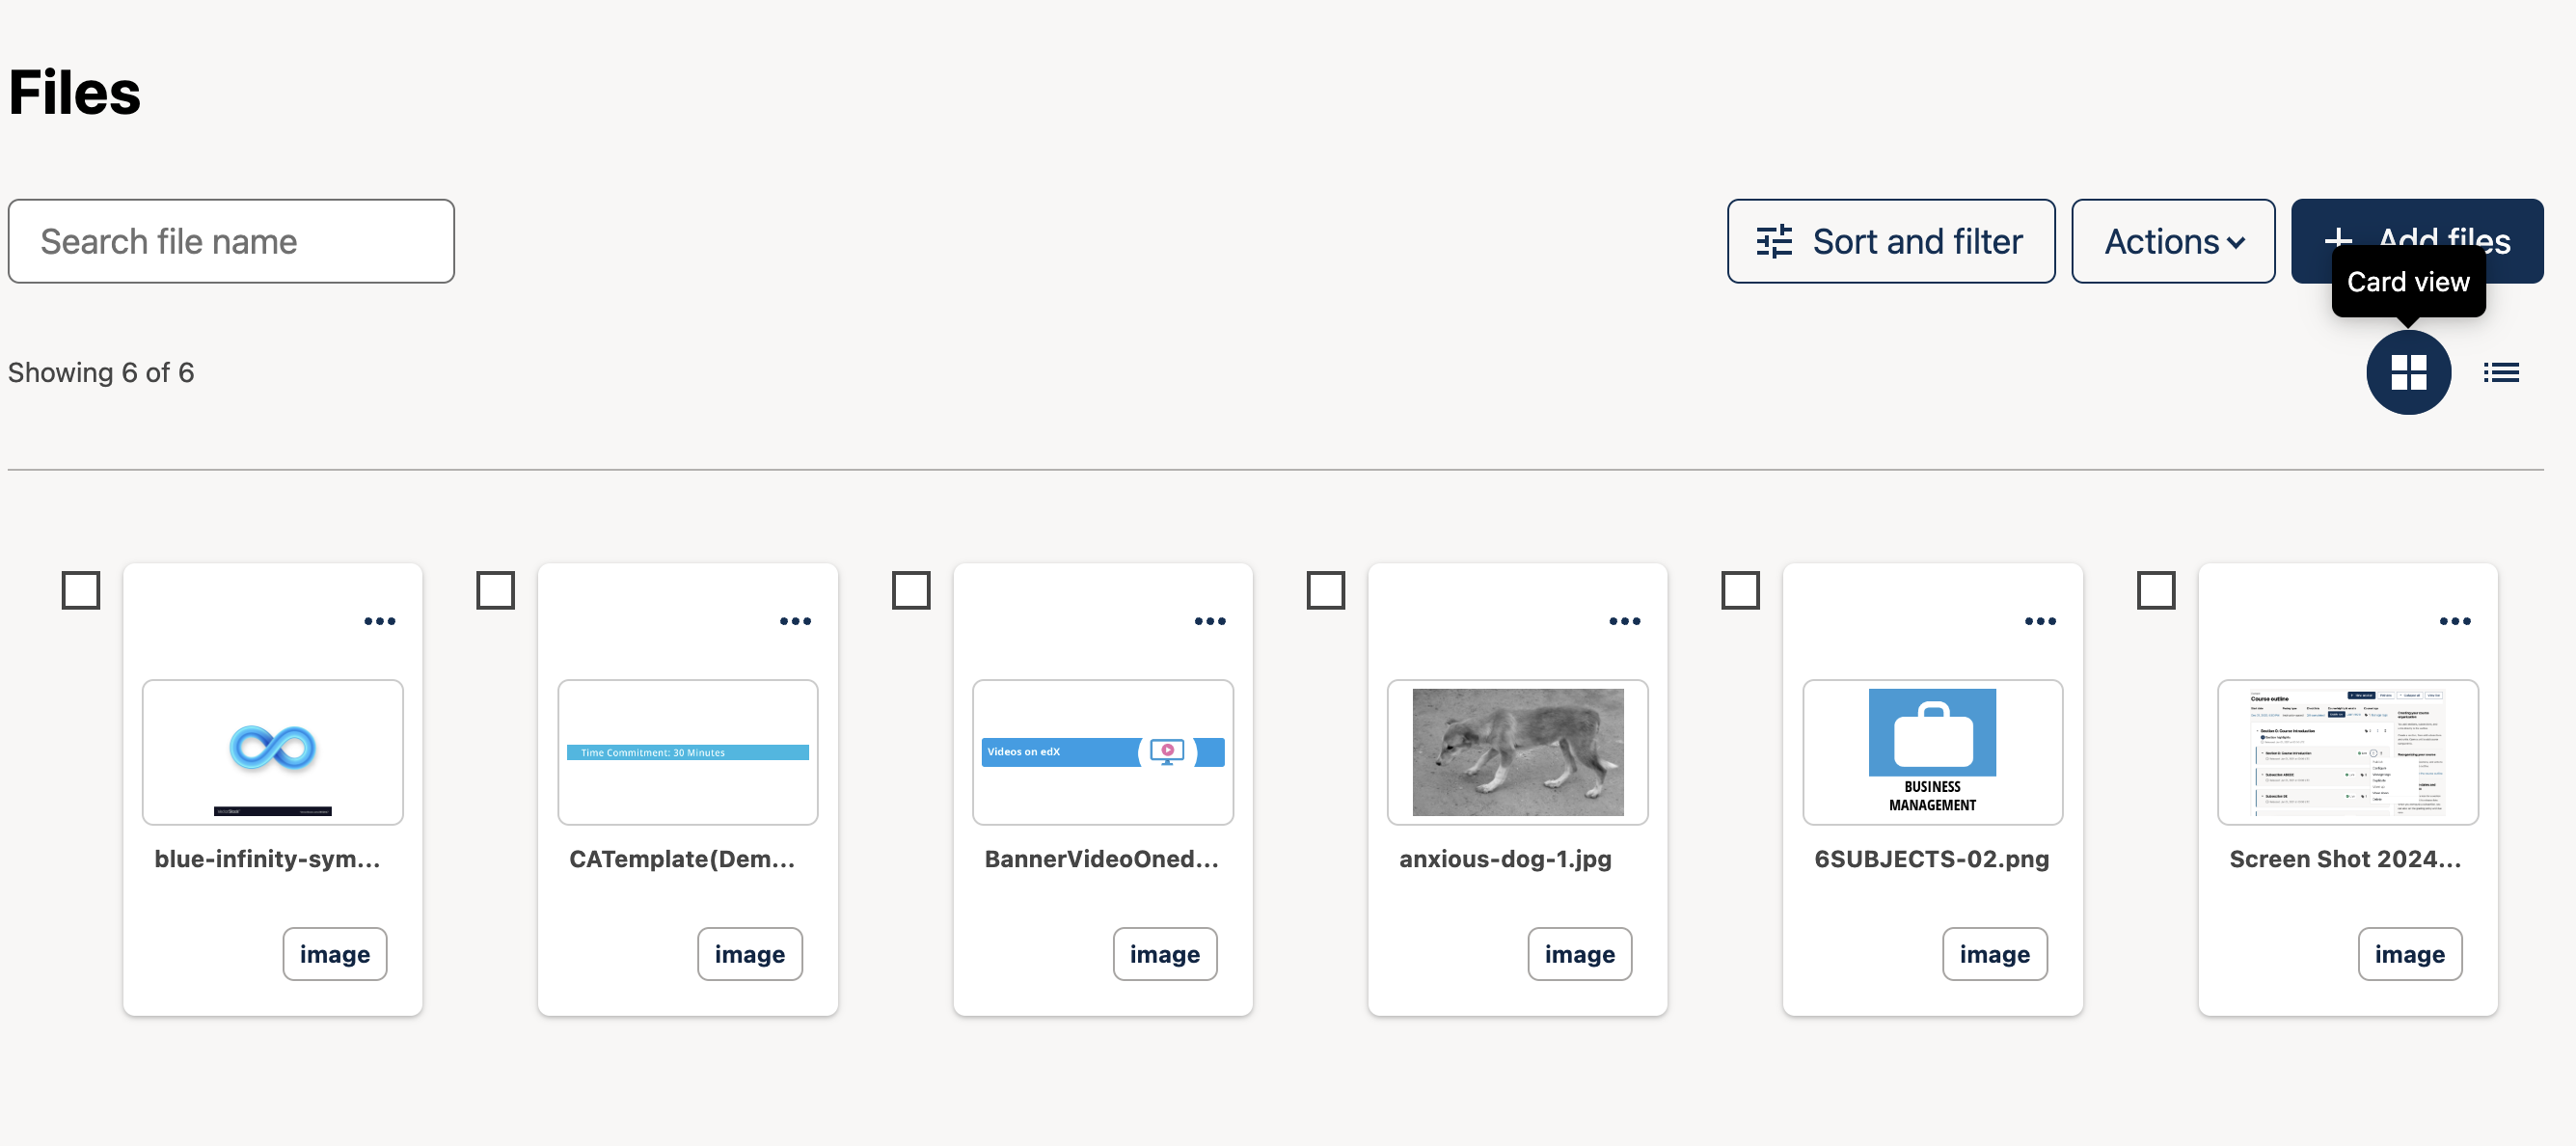 Files
Search file name
Sort and filter
Actions
Add files
Card view
Showing 6 of 6
Time Commitment: 30 Minutes
Videos on edX
BUSINESS
MANAGEMENT
Course outline
blue-infinity-sym...
CATemplate(Dem...
BannerVideoOned...
anxious-dog-1.jpg
6SUBJECTS-02.png
Screen Shot 2024...
image
image
image
image
image
image